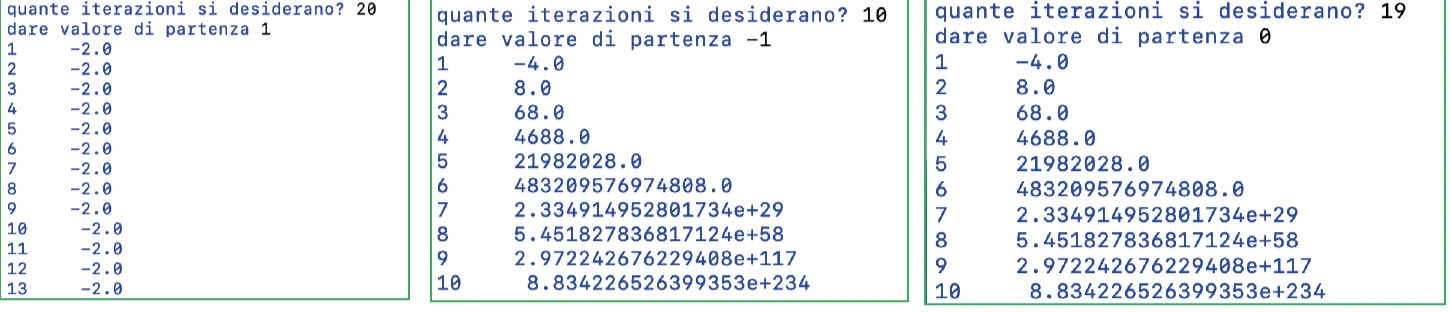 quante iterazioni si desiderano? 20
dare valore di partenza 1
1 -2.0
2 -2.0
3 -2.0
4 -2.0
5 -2.0
6 -2.0
7 -2.0
8 -2.0
9 -2.0
10 -2.0
11 -2.0
12 -2.0
13 -2.0
quante iterazioni si desiderano? 10
dare valore di partenza -1
1 -4.0
2 8.0
3 68.0
4 4688.0
5 21982028.0
6 483209576974808.0
7 2.334914952801734e+29
8 5.451827836817124e+58
9 2.972242676229408e+117
10 8.834226526399353e+234
quante iterazioni si desiderano? 19
dare valore di partenza 0
1 -4.0
2 8.0
3 68.0
4 4688.0
5 21982028.0
6 483209576974808.0
7 2.334914952801734e+29
8 5.451827836817124e+58
9 2.972242676229408e+117
10 8.834226526399353e+234